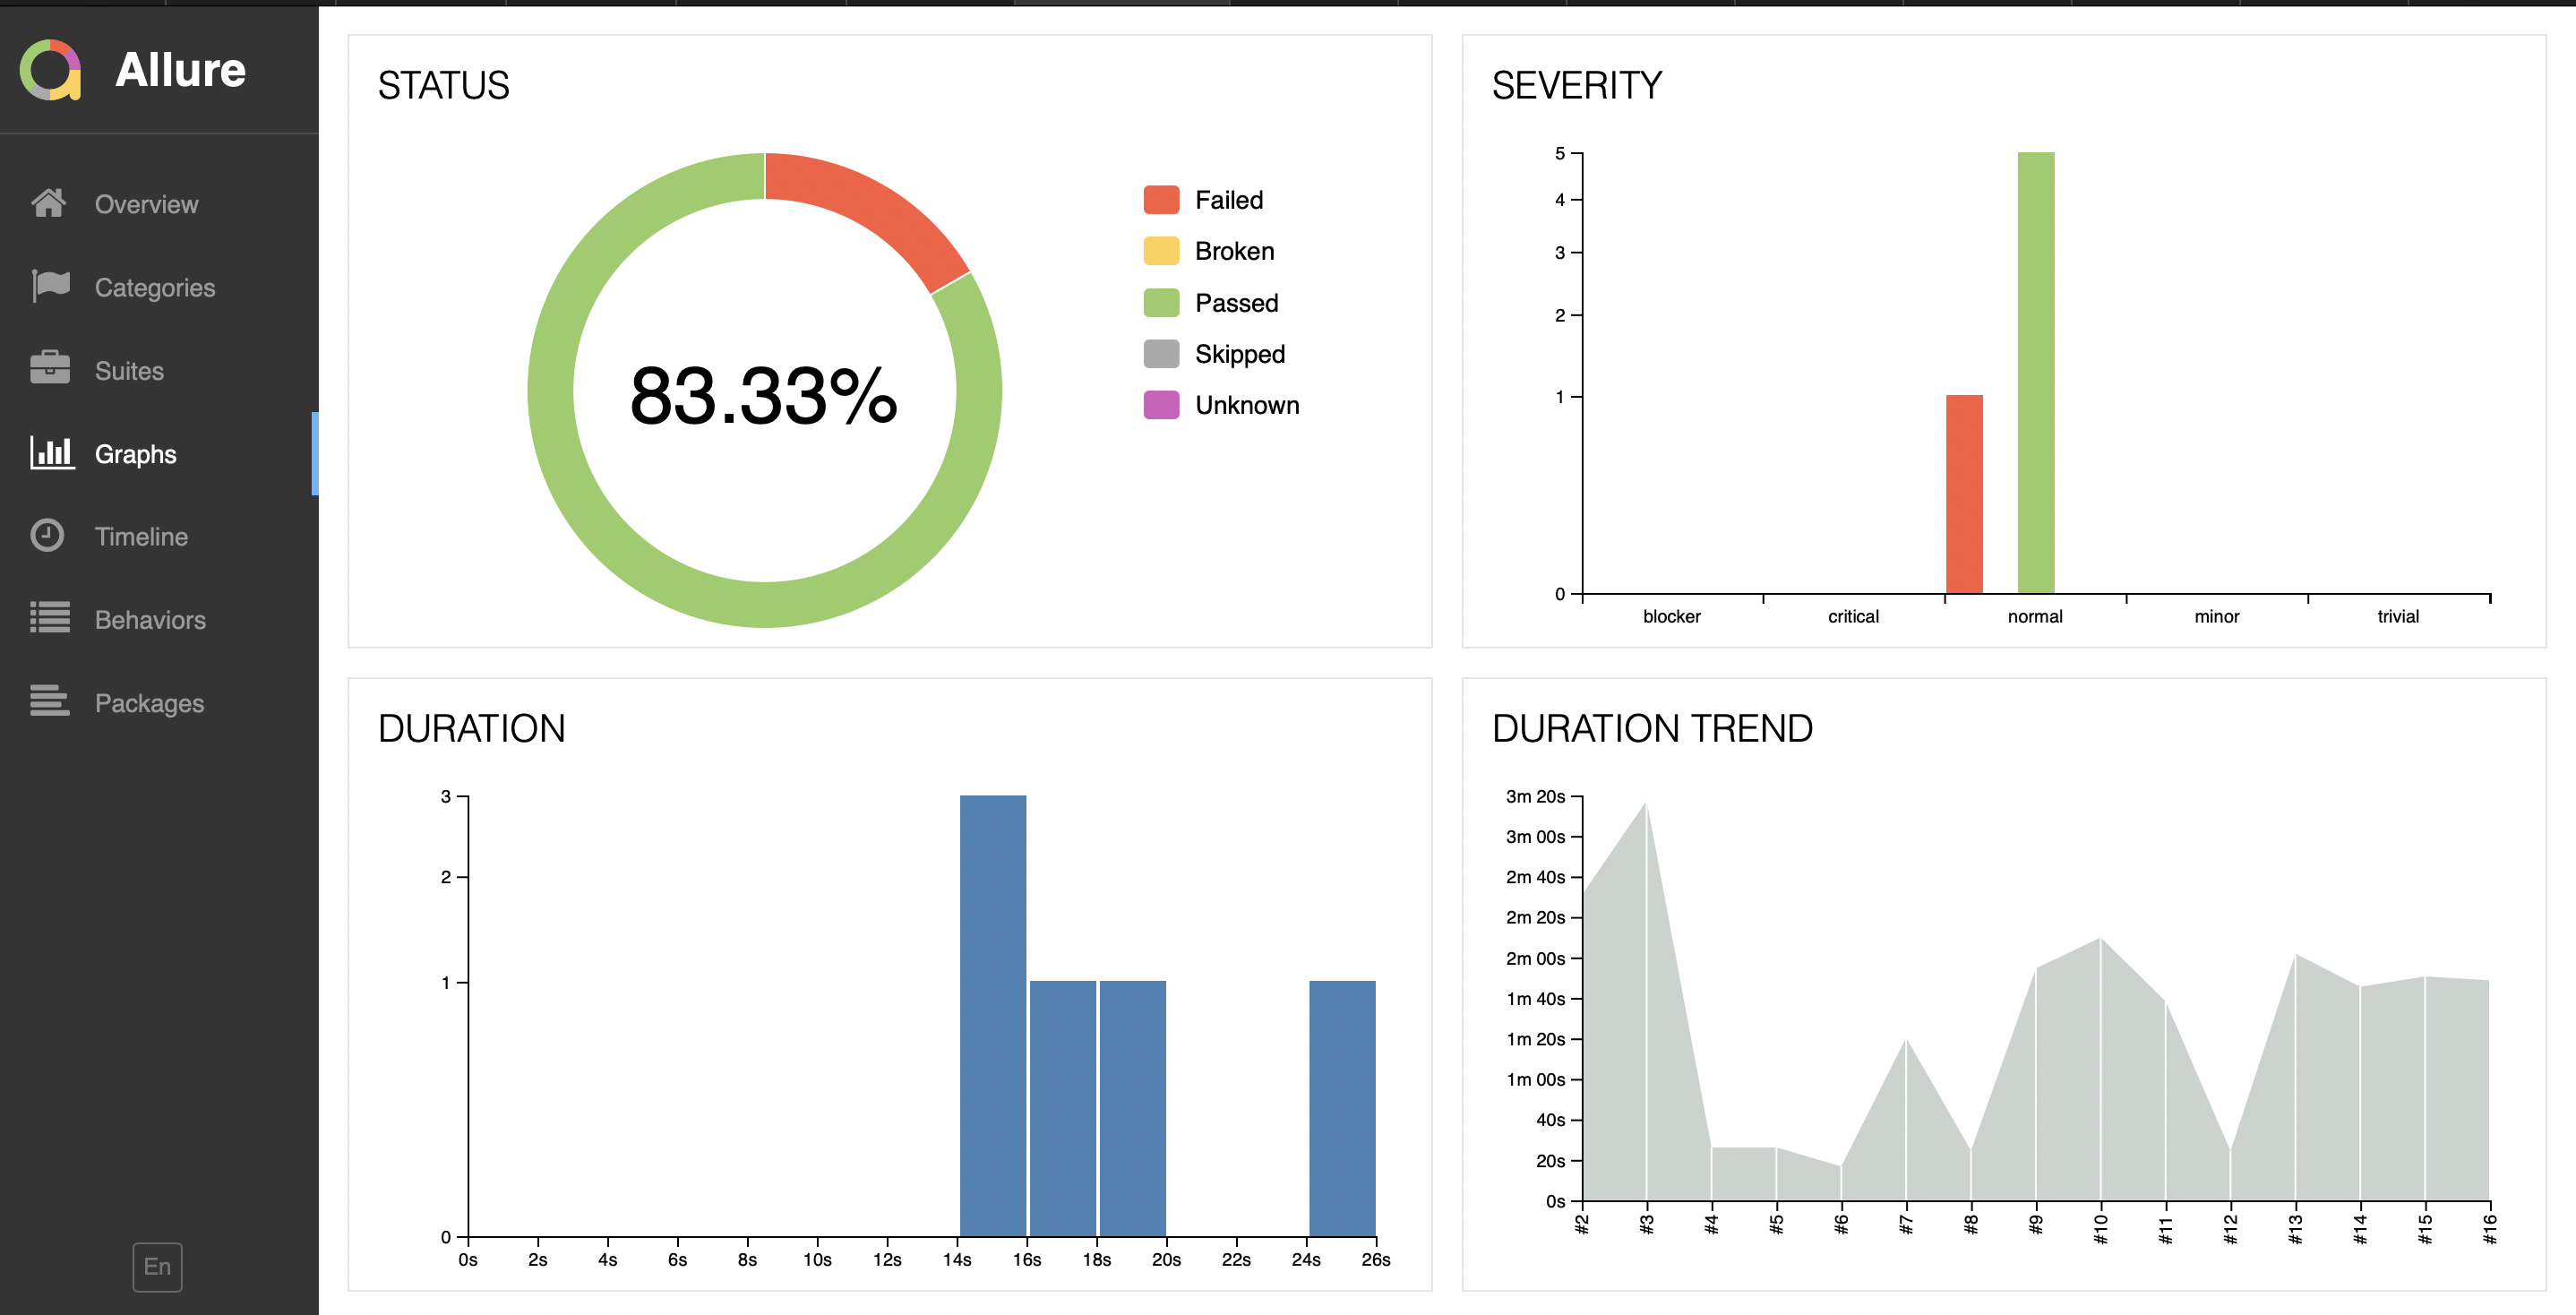 Allure
Overview
Categories
Suites
Graphs
Timeline
Behaviors
Packages
En
STATUS
83.33%
Failed
Broken
Passed
Skipped
Unknown
SEVERITY
5
4
3
2
1
0
blocker critical normal minor trivial
DURATION
3
2
1
0
0s 2s 4s 6s 8s 10s 12s 14s 16s 18s 20s 22s 24s 26s
DURATION TREND
3m 20s
3m 00s
2m 40s
2m 20s
2m 00s
1m 40s
1m 20s
1m 00s
40s
20s
0s
#2 #3 #4 #5 #6 #7 #8 #9 #10 #11 #12 #13 #14 #15 #16